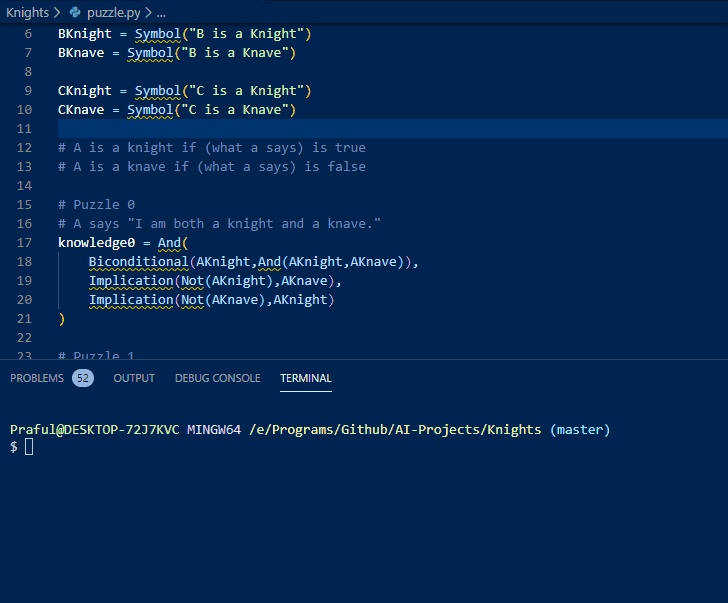 Knights > puzzle.py > ...
6 BKnight = Symbol("B is a Knight")
7 BKnave = Symbol("B is a Knave")
8
9 CKnight = Symbol("C is a Knight")
10 CKnave = Symbol("C is a Knave")
11
12 # A is a knight if (what a says) is true
13 # A is a knave if (what a says) is false
14
15 # Puzzle 0
16 # A says "I am both a knight and a knave."
17 knowledge0 = And(
18 Biconditional(AKnight,And(AKnight,AKnave)),
19 Implication(Not(AKnight),AKnave),
20 Implication(Not(AKnave),AKnight)
21 )
22
23 # Puzzle 1
PROBLEMS 52 OUTPUT DEBUG CONSOLE TERMINAL
Praful@DESKTOP-72J7KVC MINGW64 /e/Programs/Github/AI-Projects/Knights (master)
$